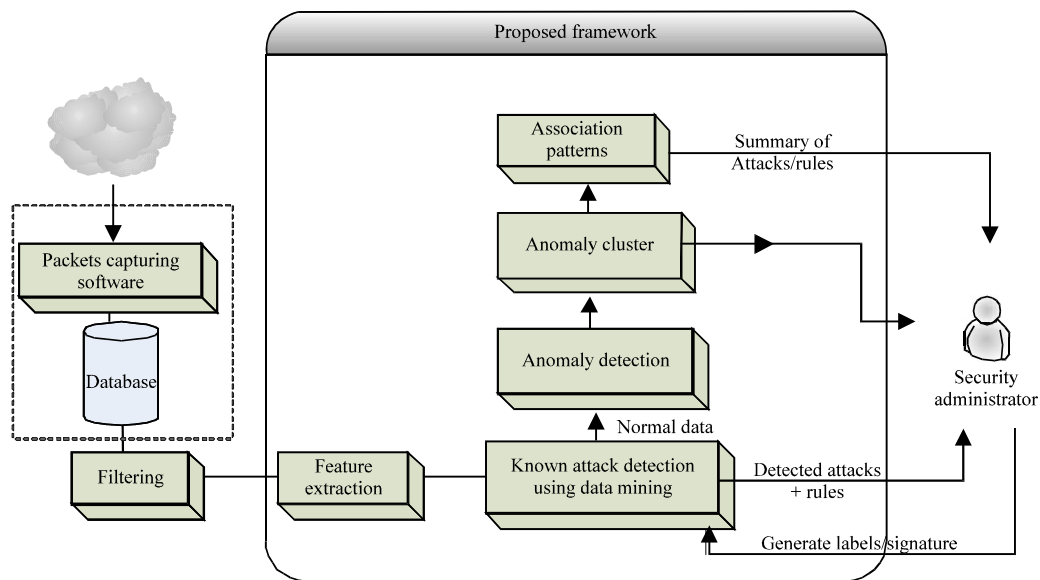 Proposed framework
Association
patterns
Summary of
Attacks/rules
Packets capturing
software
Anomaly cluster
Database
Anomaly detection
Security
administrator
Normal data
Filtering
Feature
extraction
Known attack detection
using data mining
Detected attacks
+ rules
Generate labels/signature